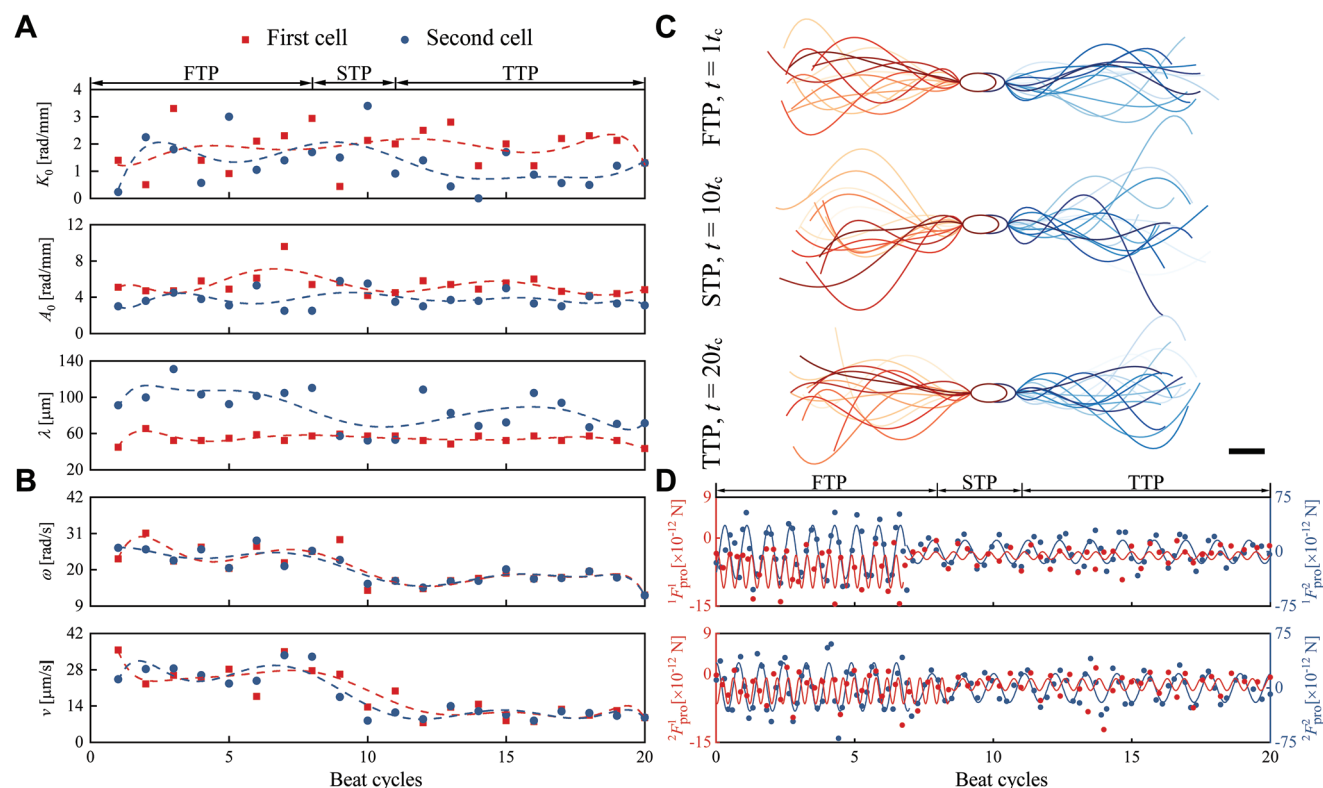 A
First cell Second cell
FTP STP TTP
4
3
2
1
0
K₀ [rad/mm]
12
8
4
0
A₀ [rad/mm]
140
100
60
20
λ [μm]
B
42
31
20
9
ω [rad/s]
42
28
14
0
v [μm/s]
0 5 10 15 20
Beat cycles
C
FTP, t = 1t_c
STP, t = 10t_c
TTP, t = 20t_c
D
FTP STP TTP
9
0
-15
¹F¹pro[×10⁻¹² N]
75
0
-75
¹F²pro[×10⁻¹² N]
9
0
-15
²F¹pro[×10⁻¹² N]
75
0
-75
²F²pro[×10⁻¹² N]
0 5 10 15 20
Beat cycles